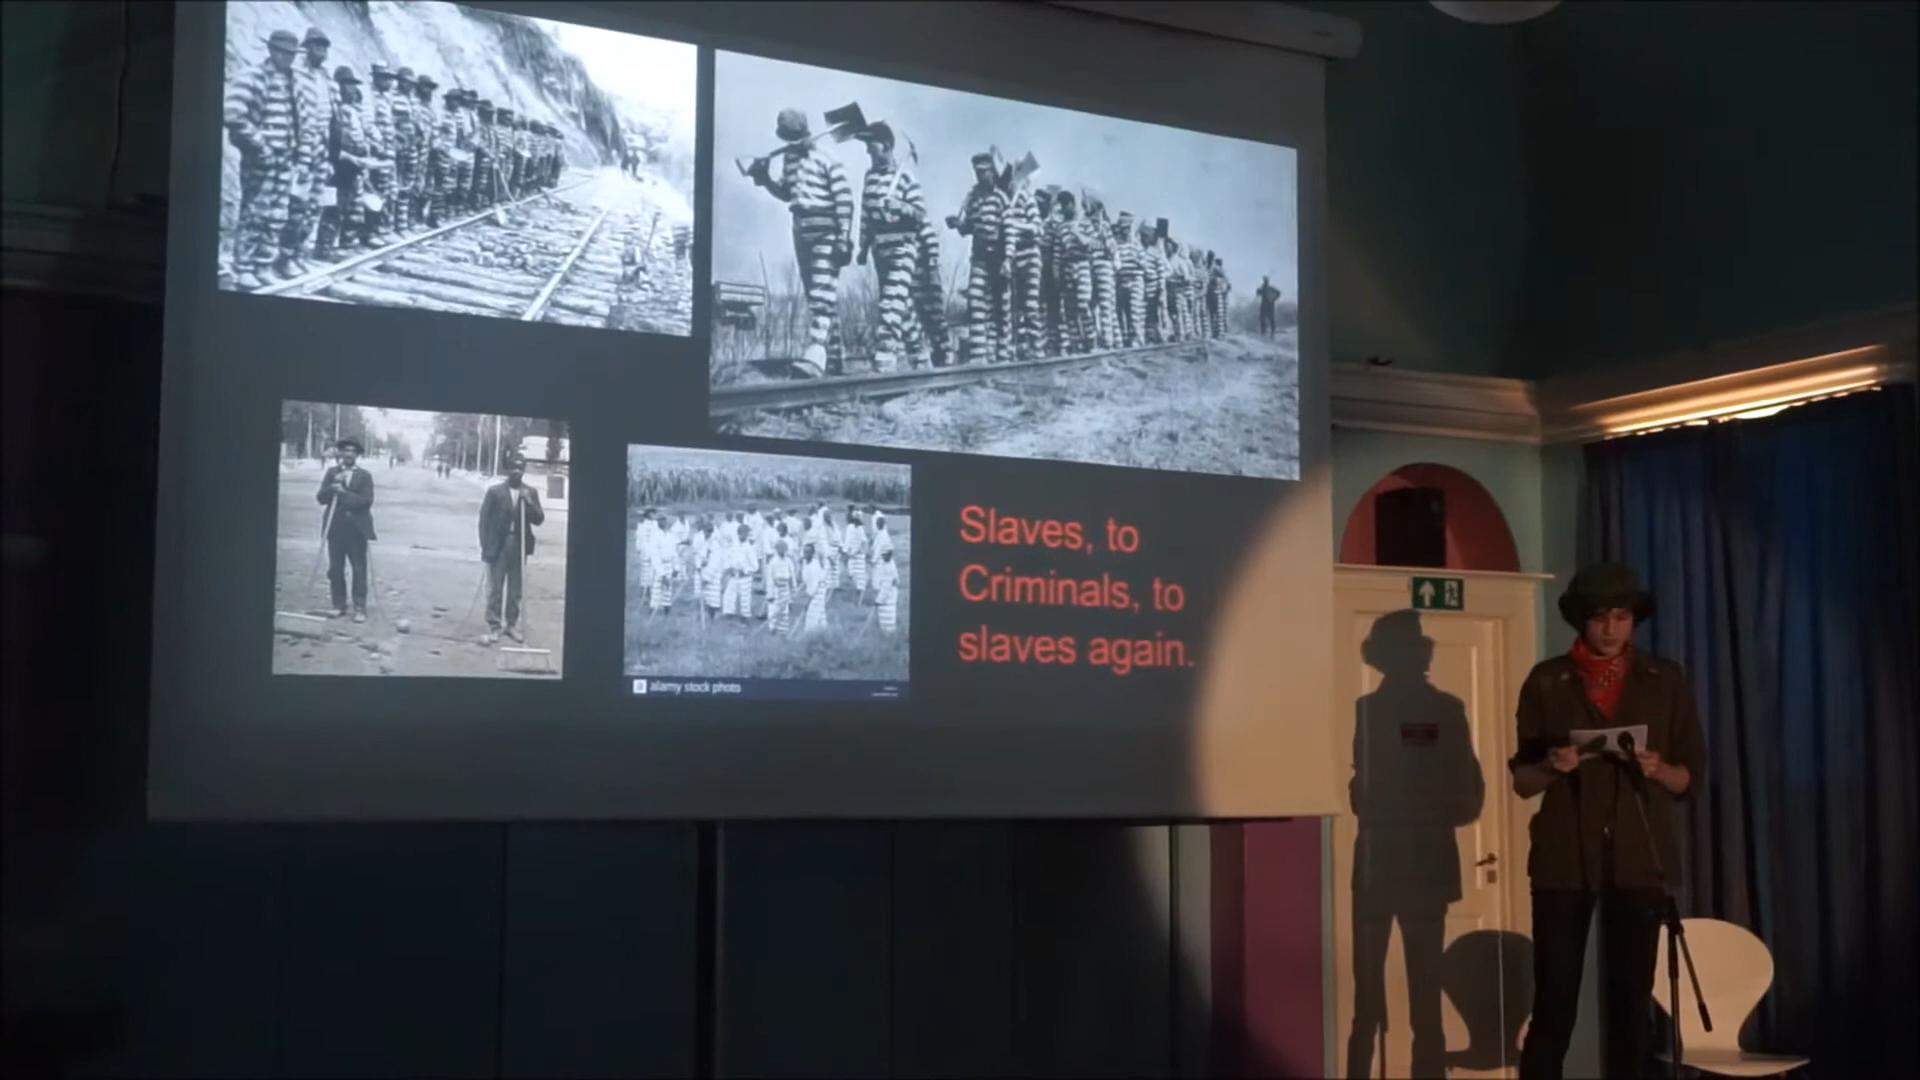 Slaves, to
Criminals, to
slaves again.
a alamy stock photo